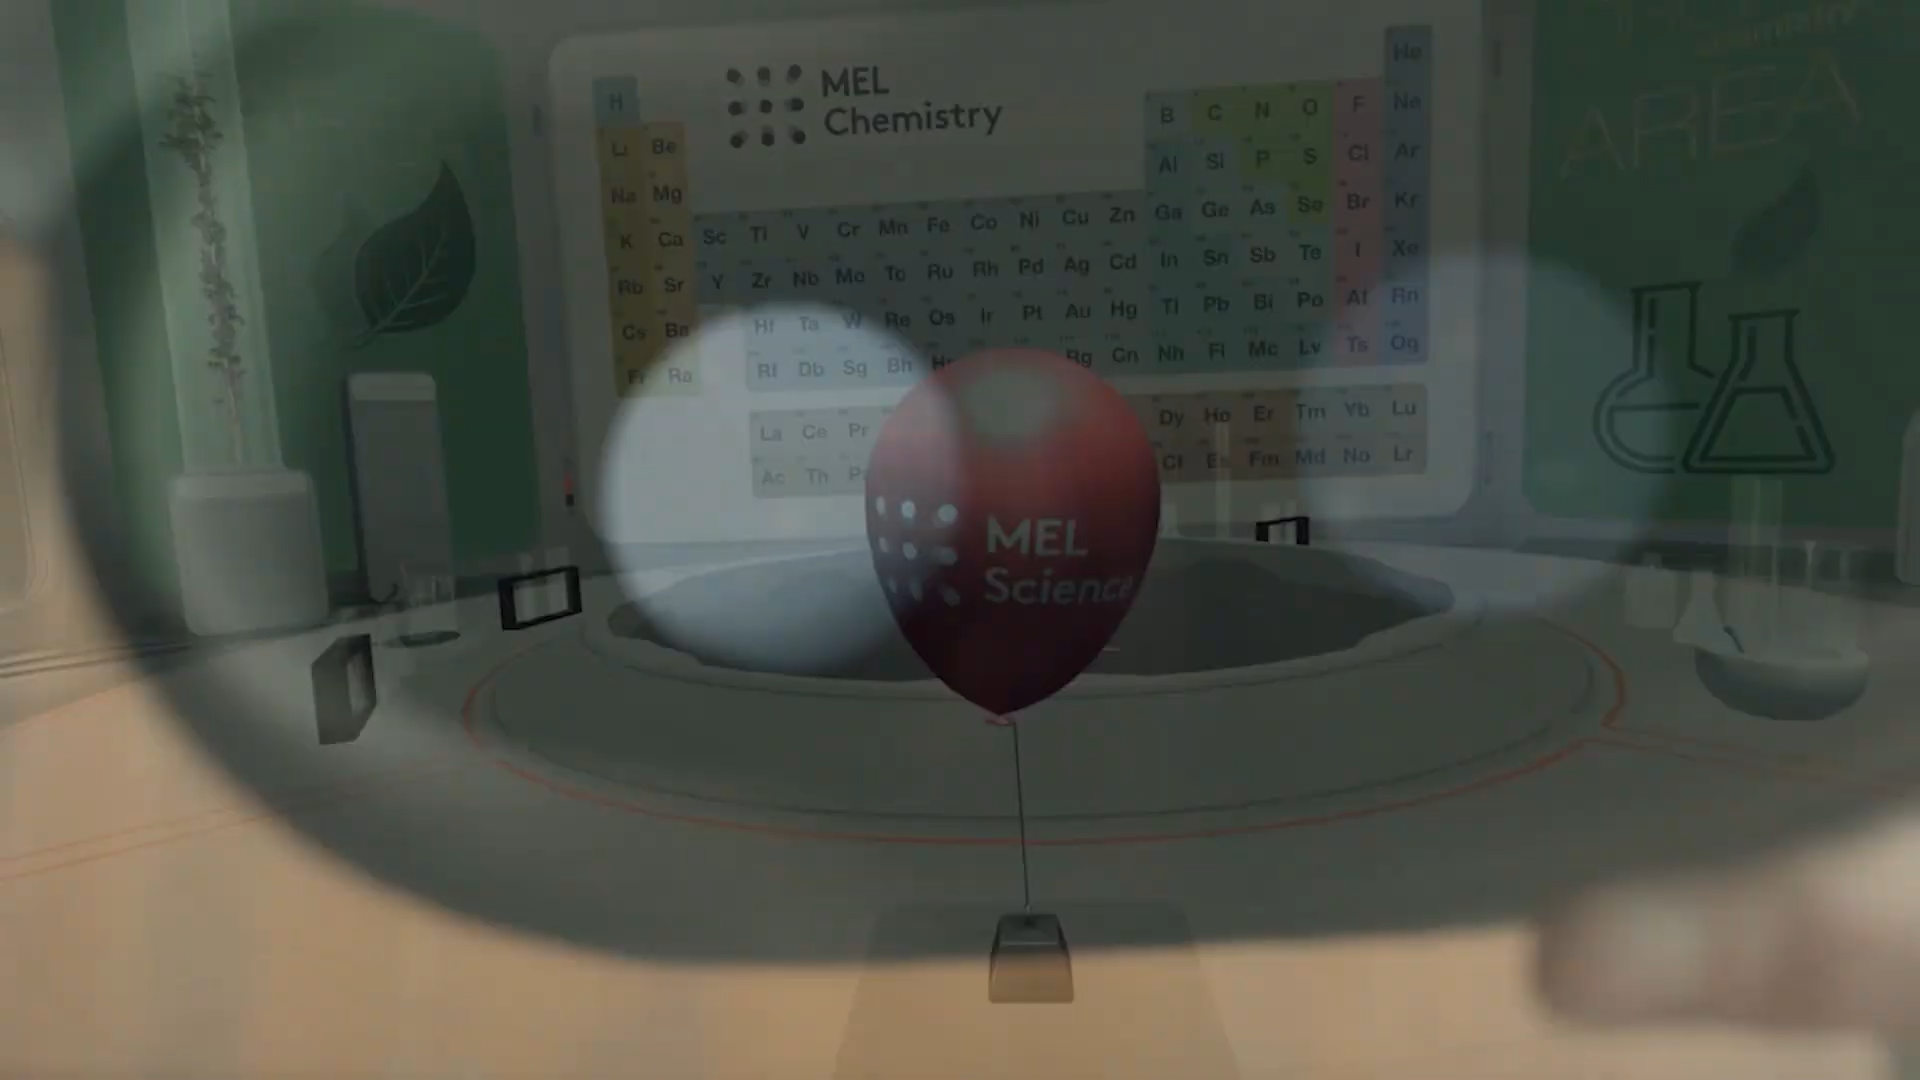 MEL
Chemistry
AREA
He
H B C N O F Ne
Li Be Al Si P S Cl Ar
Na Mg Sc Ti V Cr Mn Fe Co Ni Cu Zn Ga Ge As Se Br Kr
K Ca Y Zr Nb Mo Tc Ru Rh Pd Ag Cd In Sn Sb Te I Xe
Rb Sr Hf Ta W Re Os Ir Pt Au Hg Tl Pb Bi Po At Rn
Cs Ba Rf Db Sg Bh Rg Cn Nh Fl Mc Lv Ts Og
Fr Ra
La Ce Pr Dy Ho Er Tm Yb Lu
Ac Th Cf Es Fm Md No Lr
MEL
Science